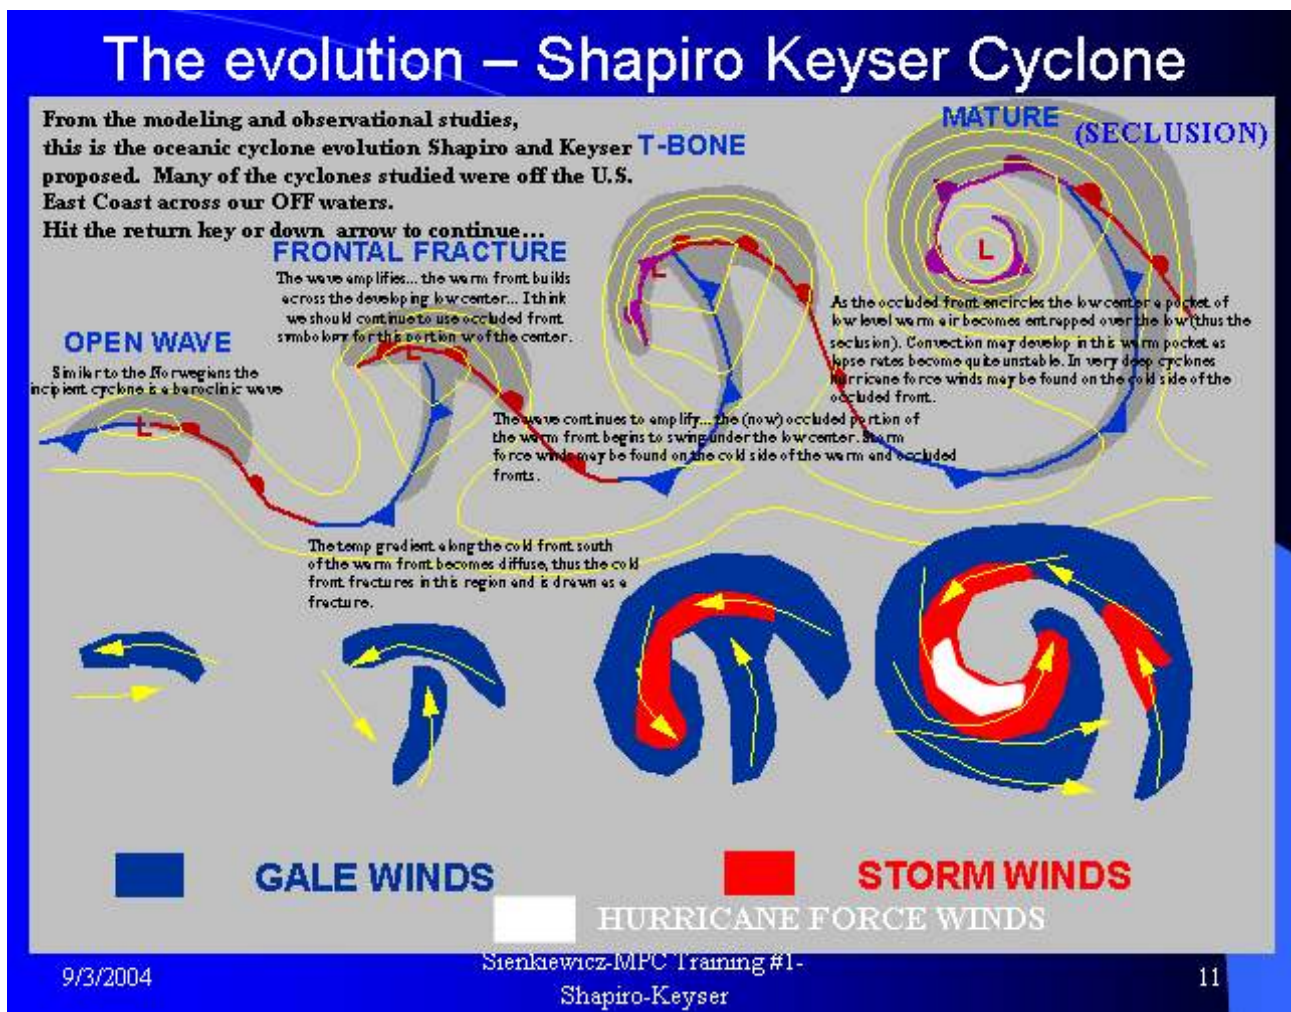 The evolution – Shapiro Keyser Cyclone
From the modeling and observational studies,
this is the oceanic cyclone evolution Shapiro and Keyser
proposed. Many of the cyclones studied were off the U.S.
East Coast across our OFF waters.
Hit the return key or down arrow to continue...
OPEN WAVE
Similar to the Norwegians the
incipient cyclone is a baroclinic wave
L
FRONTAL FRACTURE
The wave amplifies... the warm front builds
across the developing low center... I think
we should continue to use occluded front
symbology for this portion w of the center.
L
The temp gradient along the cold front south
of the warm front becomes diffuse, thus the cold
front fractures in this region and is drawn as a
fracture.
T-BONE
L
The wave continues to amplify... the (now) occluded portion of
the warm front begins to swing under the low center. Storm
force winds may be found on the cold side of the warm and occluded
fronts.
MATURE (SECLUSION)
L
As the occluded front encircles the low center a pocket of
low level warm air becomes entrapped over the low (thus the
seclusion). Convection may develop in this warm pocket as
lapse rates become quite unstable. In very deep cyclones
hurricane force winds may be found on the cold side of the
occluded front.
GALE WINDS
STORM WINDS
HURRICANE FORCE WINDS
9/3/2004
Sienkiewicz-MPC Training #1-
Shapiro-Keyser
11